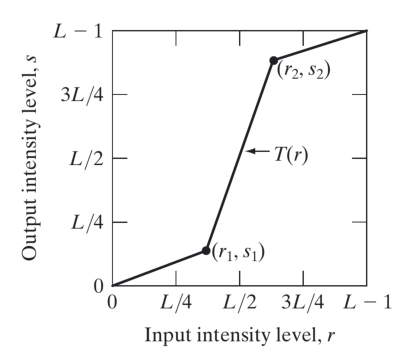 L − 1
(r₂, s₂)
3L/4
L/2
T(r)
L/4
(r₁, s₁)
0
0 L/4 L/2 3L/4 L − 1
Input intensity level, r
Output intensity level, s